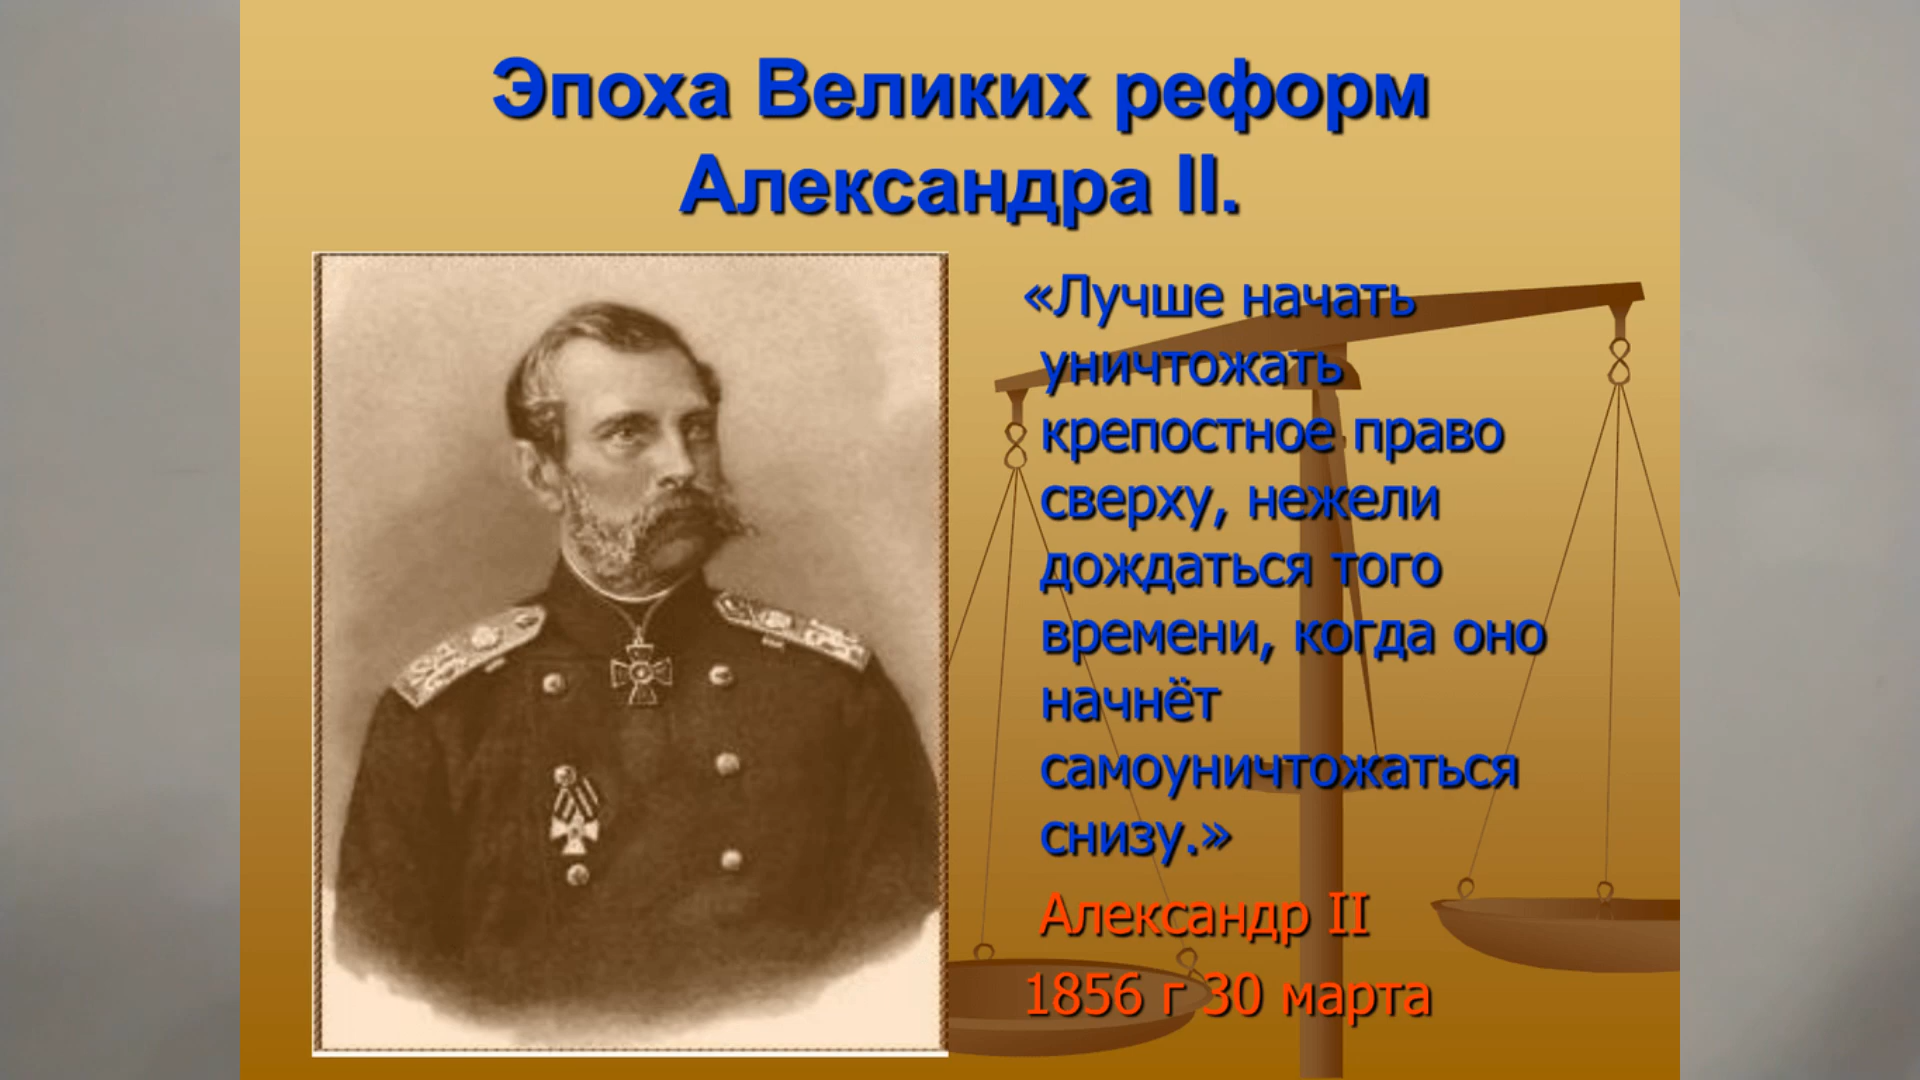 Эпоха Великих реформ
Александра II.
«Лучше начать
уничтожать
крепостное право
сверху, нежели
дождаться того
времени, когда оно
начнёт
самоуничтожаться
снизу.»
Александр II
1856 г 30 марта